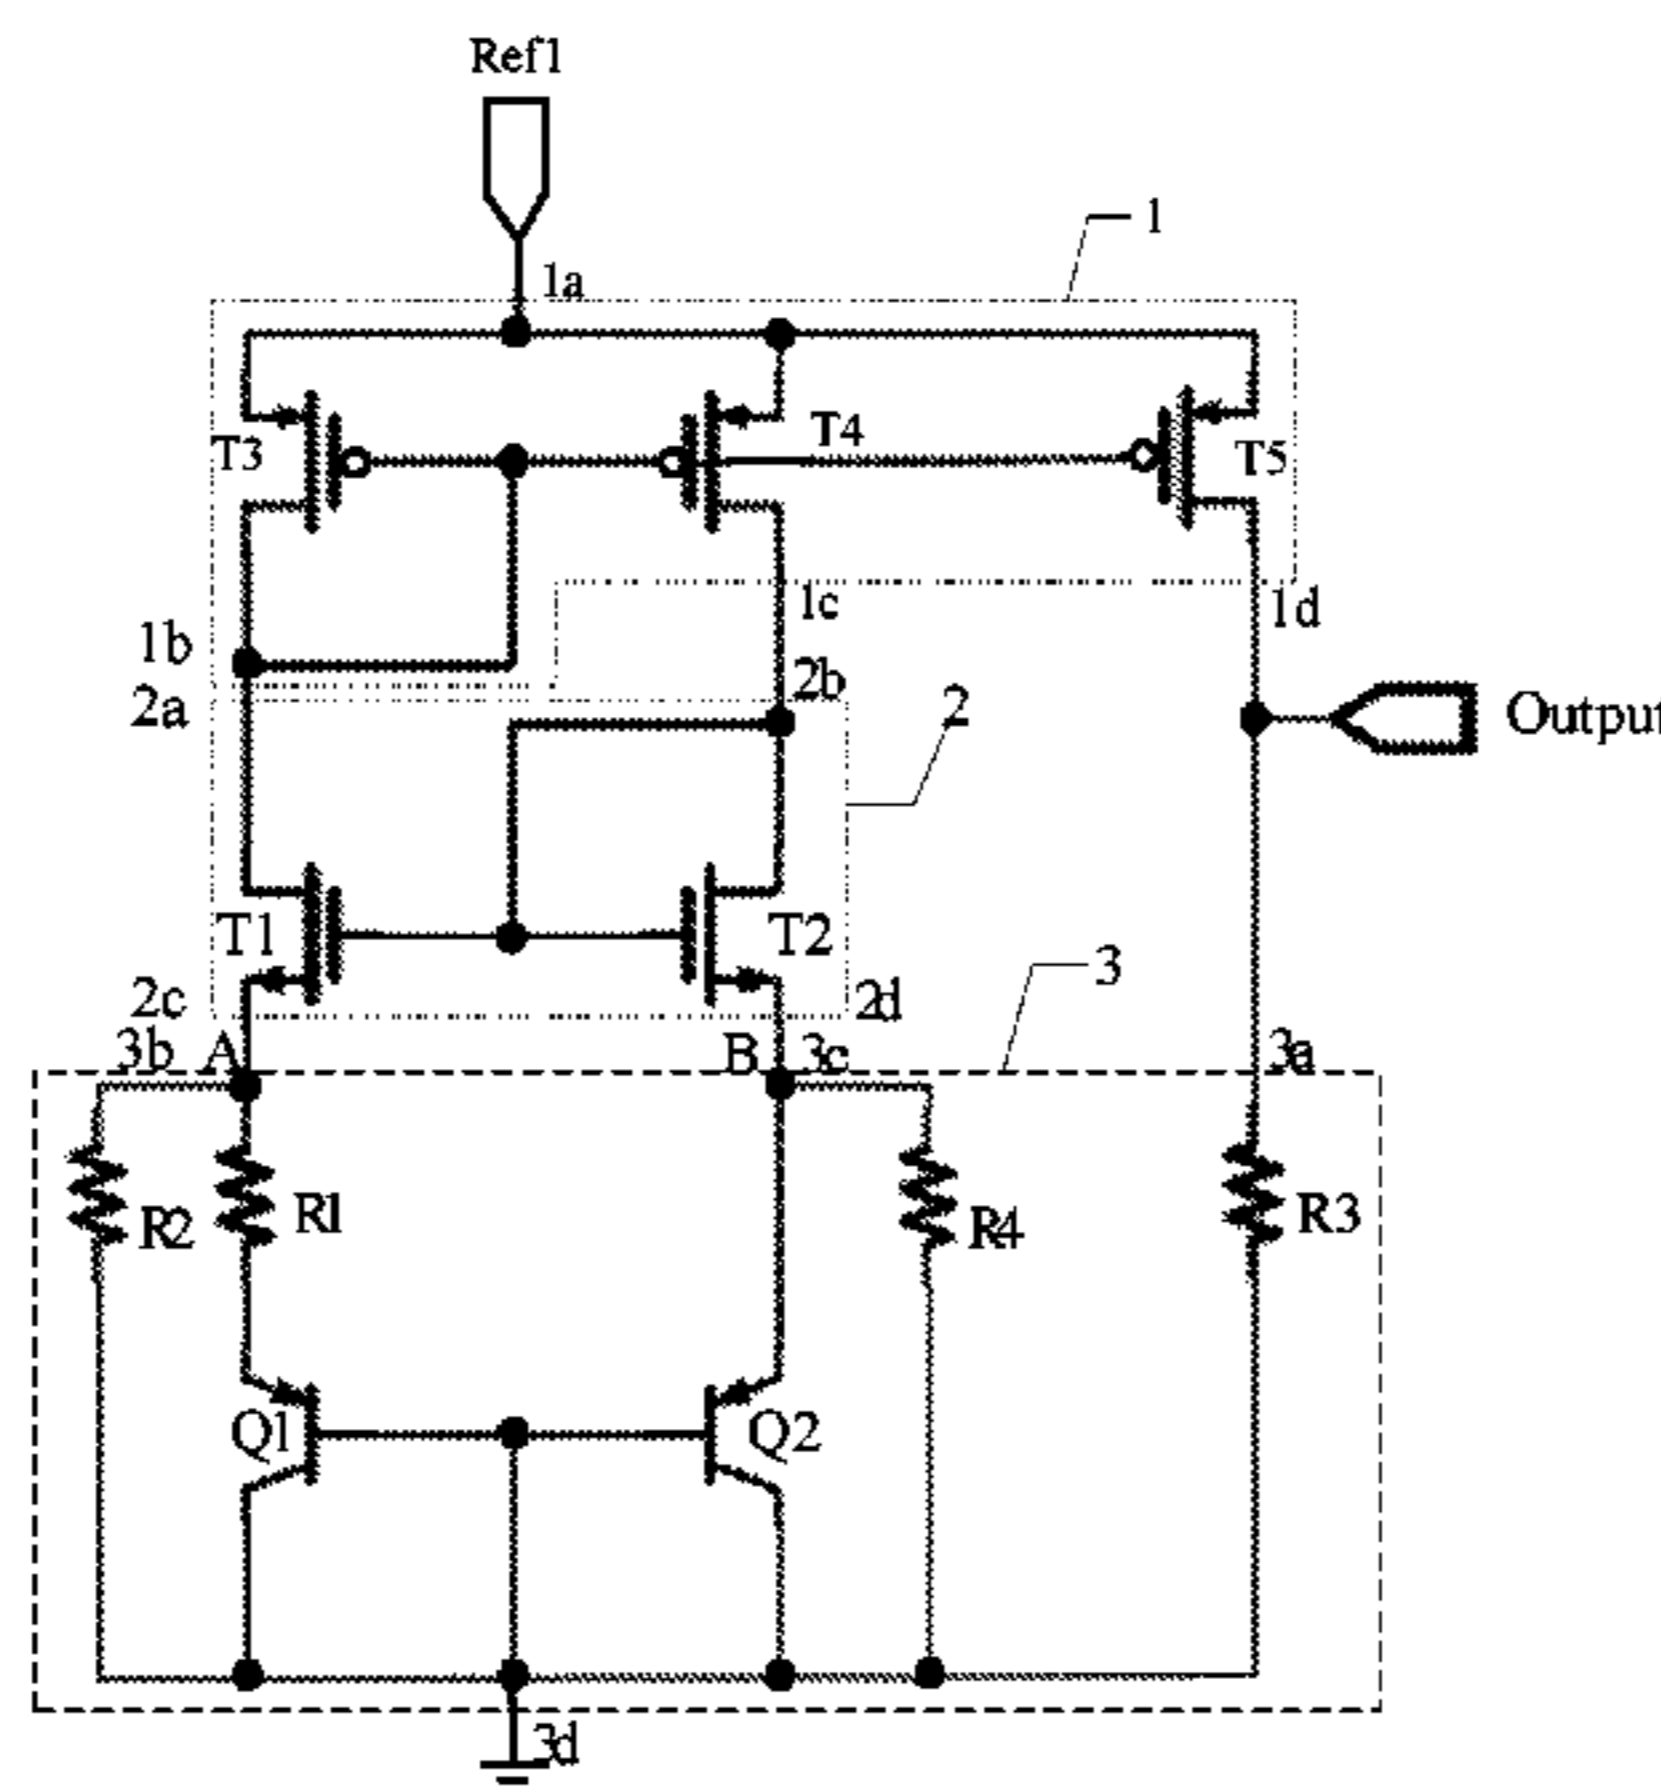 Ref1
1
1a
T3
T4
T5
1c
1d
1b
2b
2a
2
Output
T1
T2
2c
2d
3
3b
A
B
3c
3a
R2
R1
R4
R3
Q1
Q2
3d